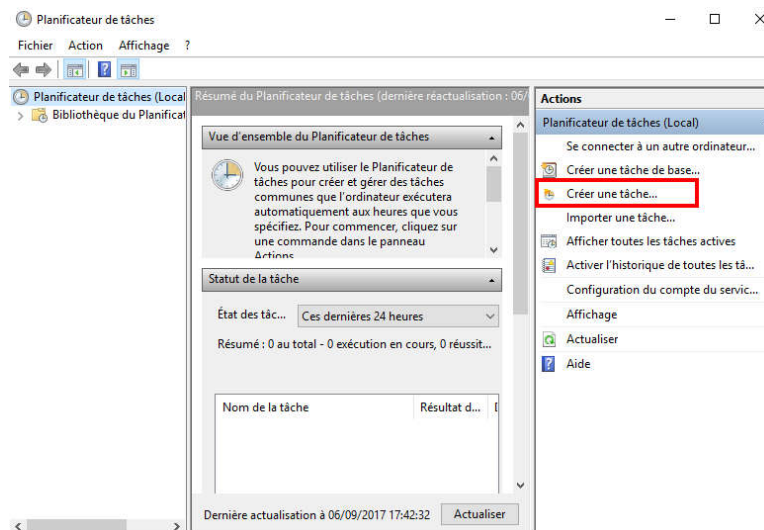 Planificateur de tâches
Fichier Action Affichage ?
Planificateur de tâches (Local
Bibliothèque du Planificat
Résumé du Planificateur de tâches (dernière réactualisation : 06/
Vue d'ensemble du Planificateur de tâches
Vous pouvez utiliser le Planificateur de
tâches pour créer et gérer des tâches
communes que l'ordinateur exécutera
automatiquement aux heures que vous
spécifiez. Pour commencer, cliquez sur
une commande dans le panneau
Actions
Statut de la tâche
État des tâc... Ces dernières 24 heures
Résumé : 0 au total - 0 exécution en cours, 0 réussit...
Nom de la tâche Résultat d...
Dernière actualisation à 06/09/2017 17:42:32 Actualiser
Actions
Planificateur de tâches (Local)
Se connecter à un autre ordinateur...
Créer une tâche de base...
Créer une tâche...
Importer une tâche...
Afficher toutes les tâches actives
Activer l'historique de toutes les tâ...
Configuration du compte du servic...
Affichage
Actualiser
Aide